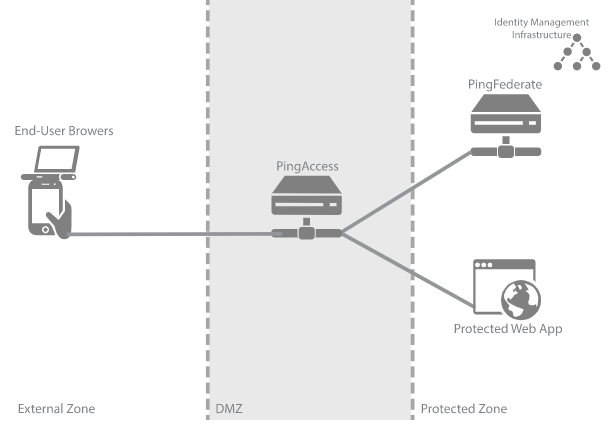 Identity Management
Infrastructure
PingFederate
End-User Browers
PingAccess
Protected Web App
External Zone
DMZ
Protected Zone